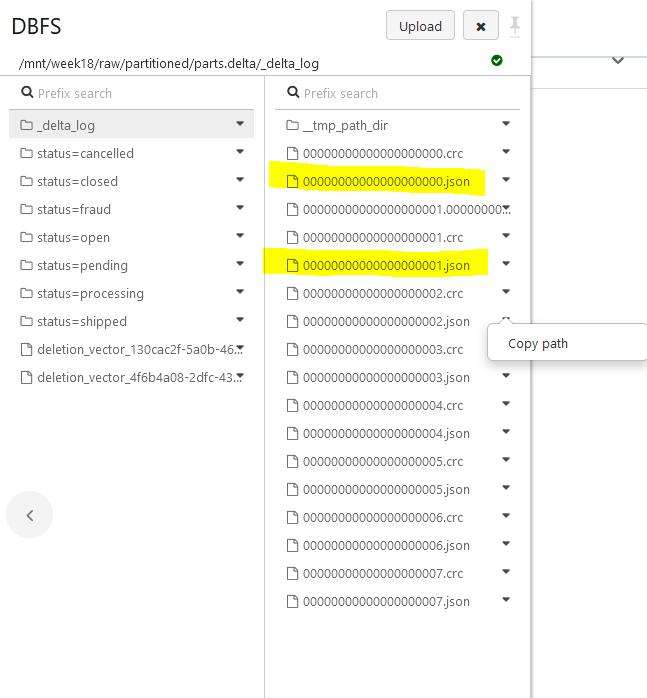 DBFS
Upload
/mnt/week18/raw/partitioned/parts.delta/_delta_log
Prefix search
_delta_log
status=cancelled
status=closed
status=fraud
status=open
status=pending
status=processing
status=shipped
deletion_vector_130cac2f-5a0b-46...
deletion_vector_4f6b4a08-2dfc-43...
Prefix search
__tmp_path_dir
00000000000000000000.crc
00000000000000000000.json
00000000000000000001.00000000...
00000000000000000001.crc
00000000000000000001.json
00000000000000000002.crc
00000000000000000002.json
Copy path
00000000000000000003.crc
00000000000000000003.json
00000000000000000004.crc
00000000000000000004.json
00000000000000000005.crc
00000000000000000005.json
00000000000000000006.crc
00000000000000000006.json
00000000000000000007.crc
00000000000000000007.json